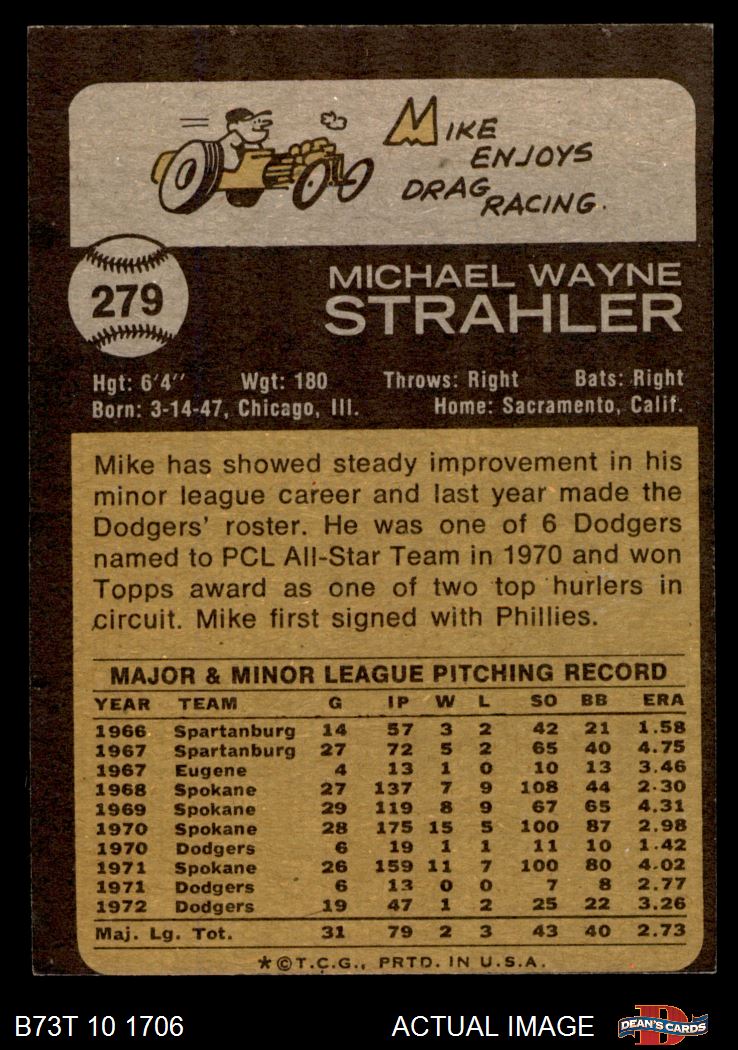 MIKE
ENJOYS
DRAG
RACING.
279
MICHAEL WAYNE
STRAHLER
Hgt: 6'4" Wgt: 180 Throws: Right Bats: Right
Born: 3-14-47, Chicago, Ill. Home: Sacramento, Calif.
Mike has showed steady improvement in his
minor league career and last year made the
Dodgers' roster. He was one of 6 Dodgers
named to PCL All-Star Team in 1970 and won
Topps award as one of two top hurlers in
circuit. Mike first signed with Phillies.
MAJOR & MINOR LEAGUE PITCHING RECORD
YEAR TEAM G IP W L SO BB ERA
1966 Spartanburg 14 57 3 2 42 21 1.58
1967 Spartanburg 27 72 5 2 65 40 4.75
1967 Eugene 4 13 1 0 10 13 3.46
1968 Spokane 27 137 7 9 108 44 2.30
1969 Spokane 29 119 8 9 67 65 4.31
1970 Spokane 28 175 15 5 100 87 2.98
1970 Dodgers 6 19 1 1 11 10 1.42
1971 Spokane 26 159 11 7 100 80 4.02
1971 Dodgers 6 13 0 0 7 8 2.77
1972 Dodgers 19 47 1 2 25 22 3.26
Maj. Lg. Tot. 31 79 2 3 43 40 2.73
*©T.C.G., PRTD. IN U.S.A.
B73T 10 1706 ACTUAL IMAGE D DEAN'S CARDS